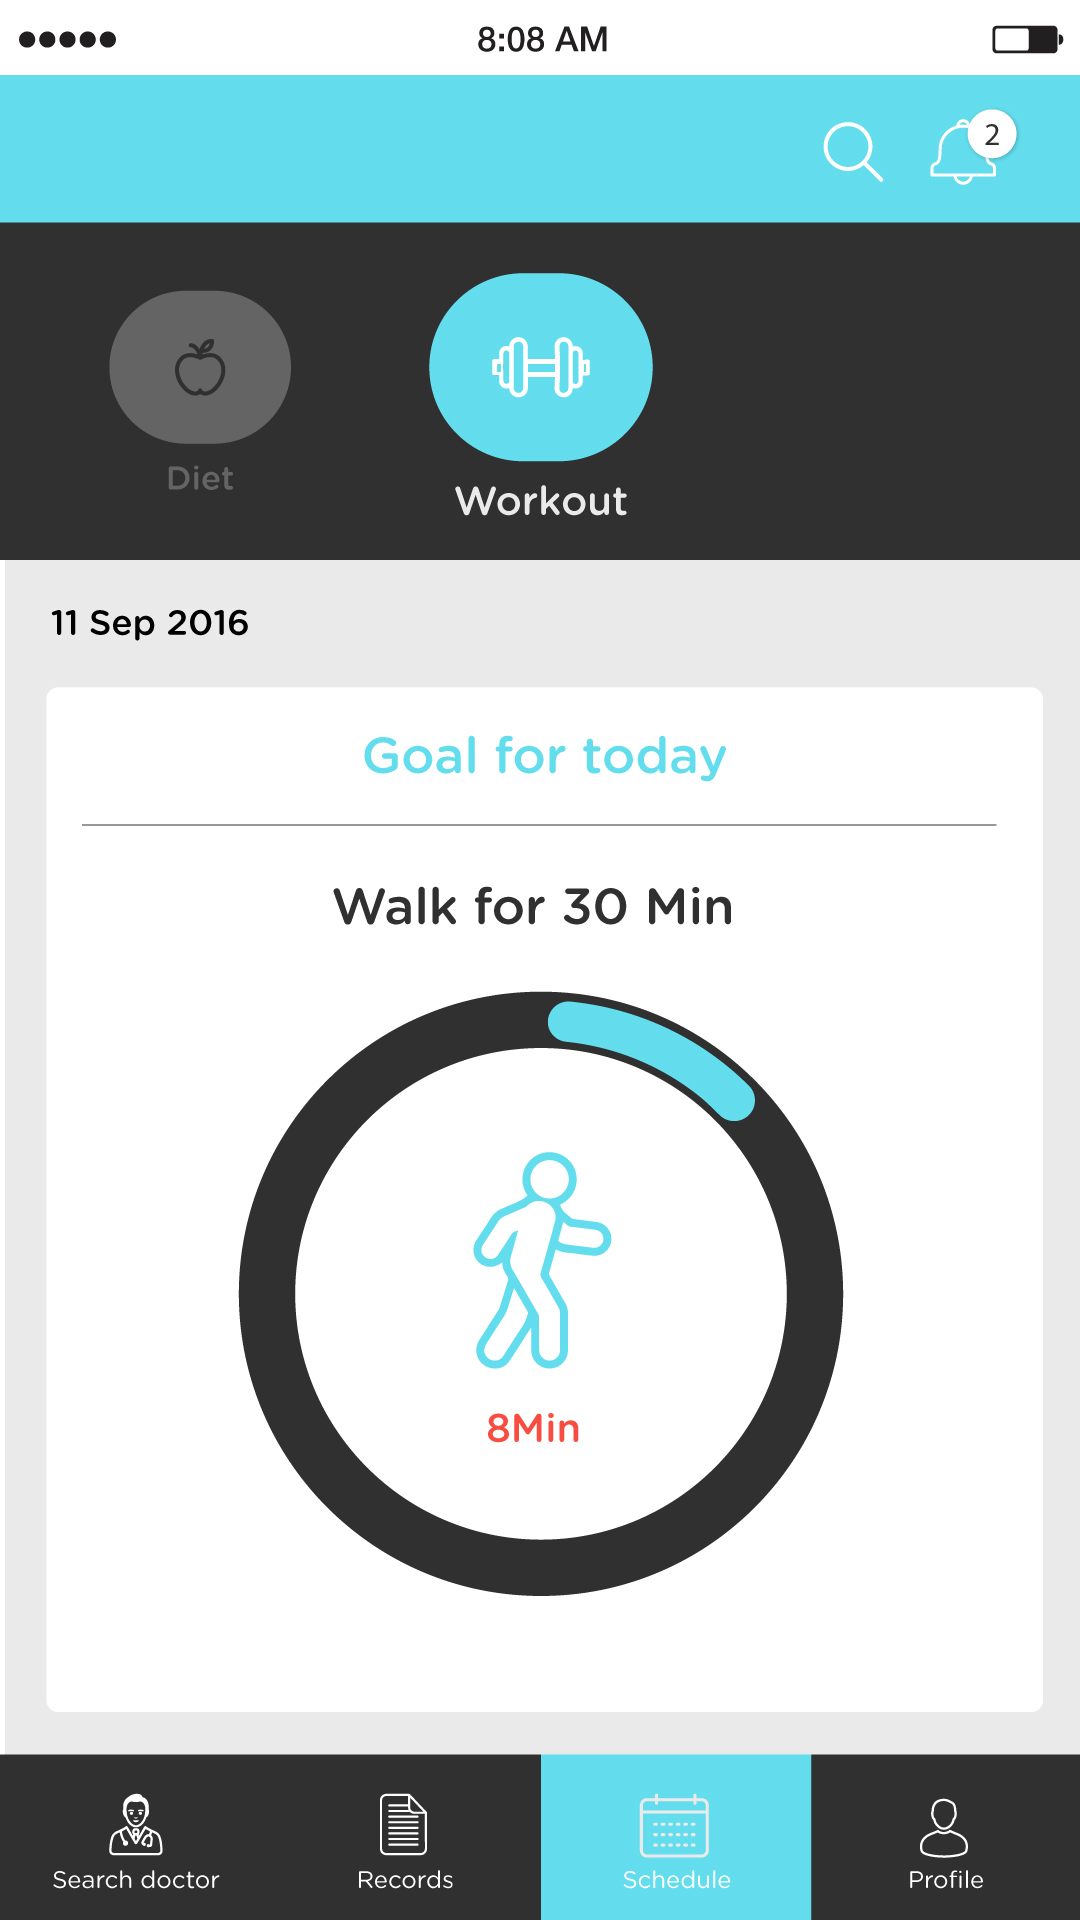 8:08 AM
2
Diet
Workout
11 Sep 2016
Goal for today
Walk for 30 Min
8Min
Search doctor
Records
Schedule
Profile